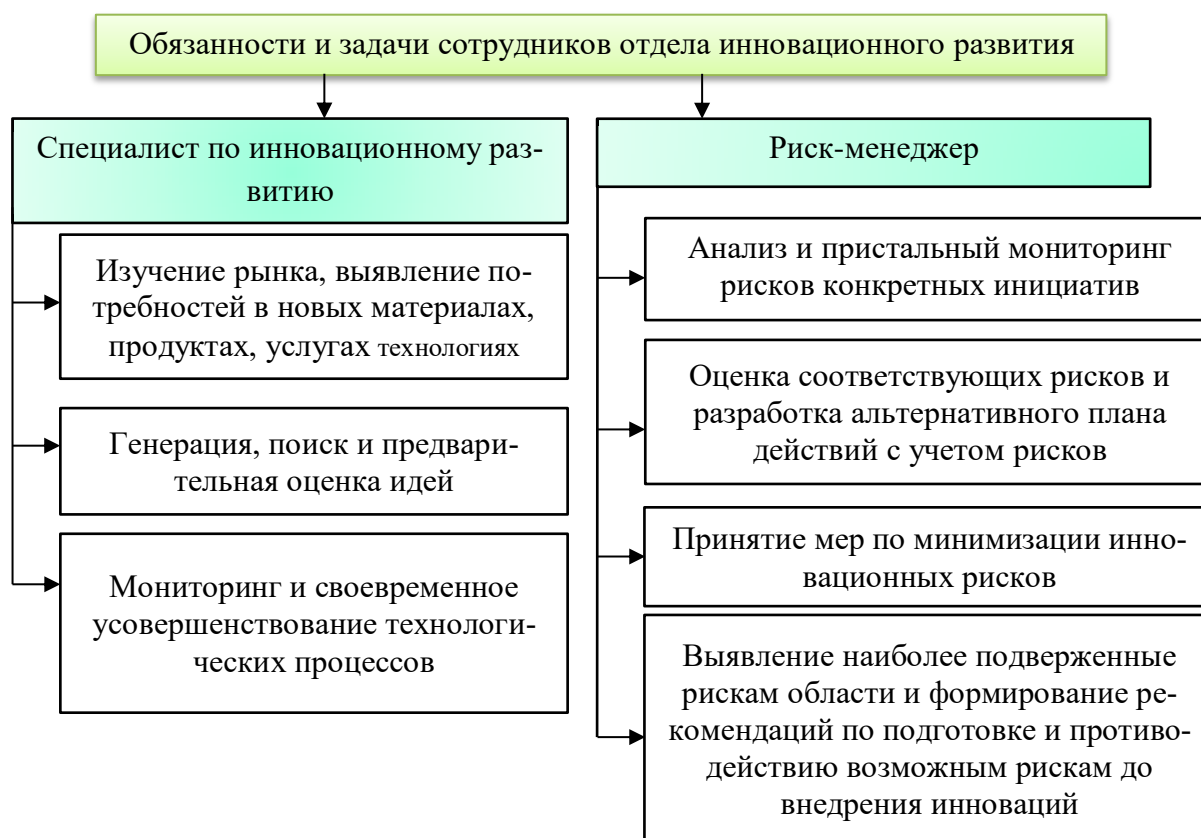 Обязанности и задачи сотрудников отдела инновационного развития
Специалист по инновационному раз-
витию
Изучение рынка, выявление по-
требностей в новых материалах,
продуктах, услугах технологиях
Генерация, поиск и предвари-
тельная оценка идей
Мониторинг и своевременное
усовершенствование технологи-
ческих процессов
Риск-менеджер
Анализ и пристальный мониторинг
рисков конкретных инициатив
Оценка соответствующих рисков и
разработка альтернативного плана
действий с учетом рисков
Принятие мер по минимизации инно-
вационных рисков
Выявление наиболее подверженные
рискам области и формирование ре-
комендаций по подготовке и противо-
действию возможным рискам до
внедрения инноваций